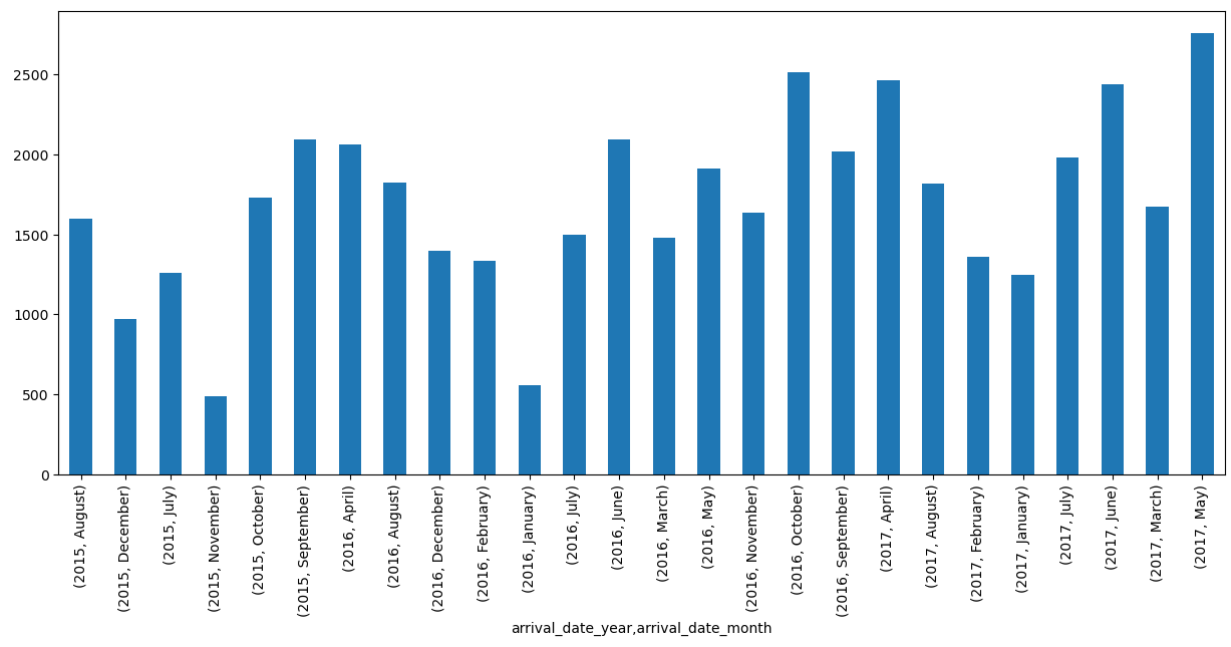 2500
2000
1500
1000
500
0
(2015, August)
(2015, December)
(2015, July)
(2015, November)
(2015, October)
(2015, September)
(2016, April)
(2016, August)
(2016, December)
(2016, February)
(2016, January)
(2016, July)
(2016, June)
(2016, March)
(2016, May)
(2016, November)
(2016, October)
(2016, September)
(2017, April)
(2017, August)
(2017, February)
(2017, January)
(2017, July)
(2017, June)
(2017, March)
(2017, May)
arrival_date_year,arrival_date_month